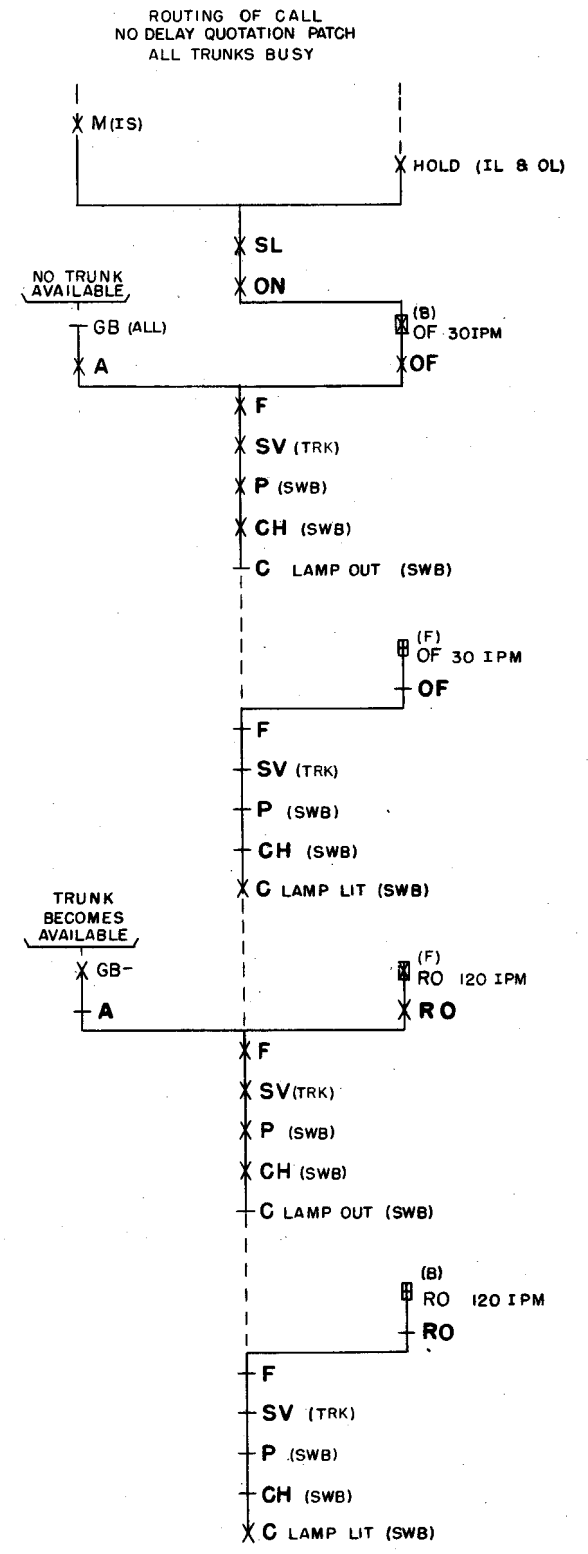 ROUTING OF CALL
NO DELAY QUOTATION PATCH
ALL TRUNKS BUSY
M(IS)
HOLD (IL & OL)
SL
ON
NO TRUNK
AVAILABLE
GB (ALL)
A
(B)
OF 30IPM
OF
F
SV (TRK)
P (SWB)
CH (SWB)
C LAMP OUT (SWB)
(F)
OF 30 IPM
OF
F
SV (TRK)
P (SWB)
CH (SWB)
C LAMP LIT (SWB)
TRUNK
BECOMES
AVAILABLE
GB-
A
(F)
RO 120 IPM
RO
F
SV(TRK)
P (SWB)
CH (SWB)
C LAMP OUT (SWB)
(B)
RO 120 IPM
RO
F
SV (TRK)
P (SWB)
CH (SWB)
C LAMP LIT (SWB)